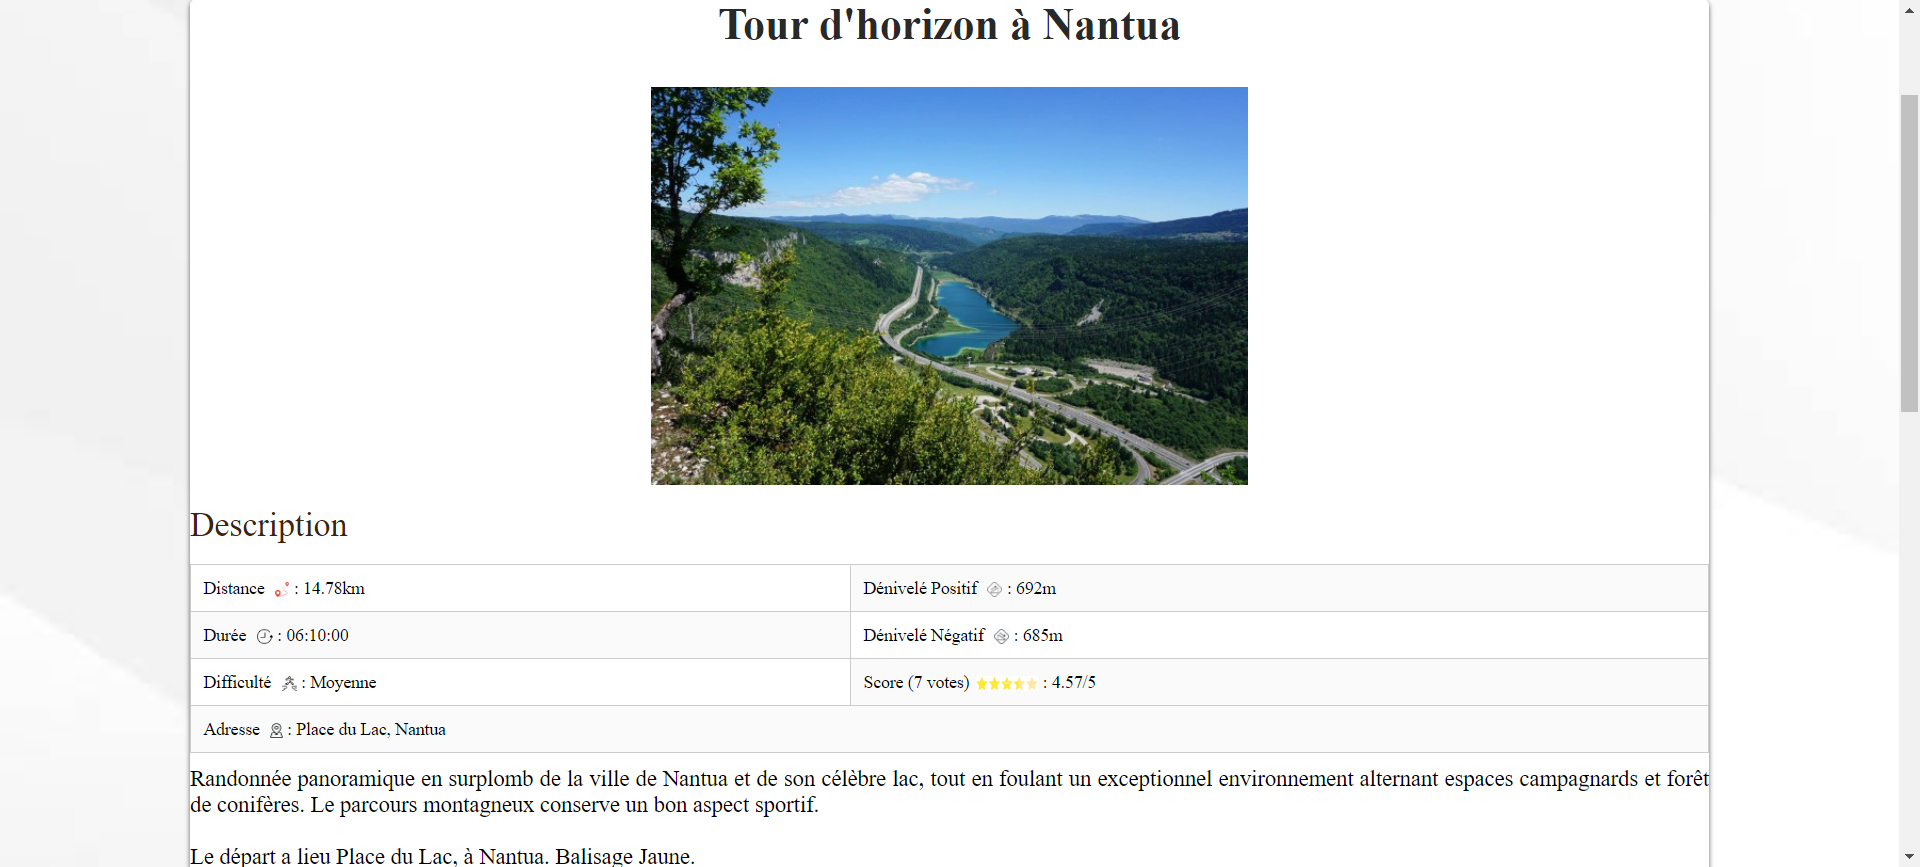 Tour d'horizon à Nantua
Description
Distance : 14.78km
Dénivelé Positif : 692m
Durée : 06:10:00
Dénivelé Négatif : 685m
Difficulté : Moyenne
Score (7 votes) : 4.57/5
Adresse : Place du Lac, Nantua
Randonnée panoramique en surplomb de la ville de Nantua et de son célèbre lac, tout en foulant un exceptionnel environnement alternant espaces campagnards et forêt
de conifères. Le parcours montagneux conserve un bon aspect sportif.
Le départ a lieu Place du Lac, à Nantua. Balisage Jaune.